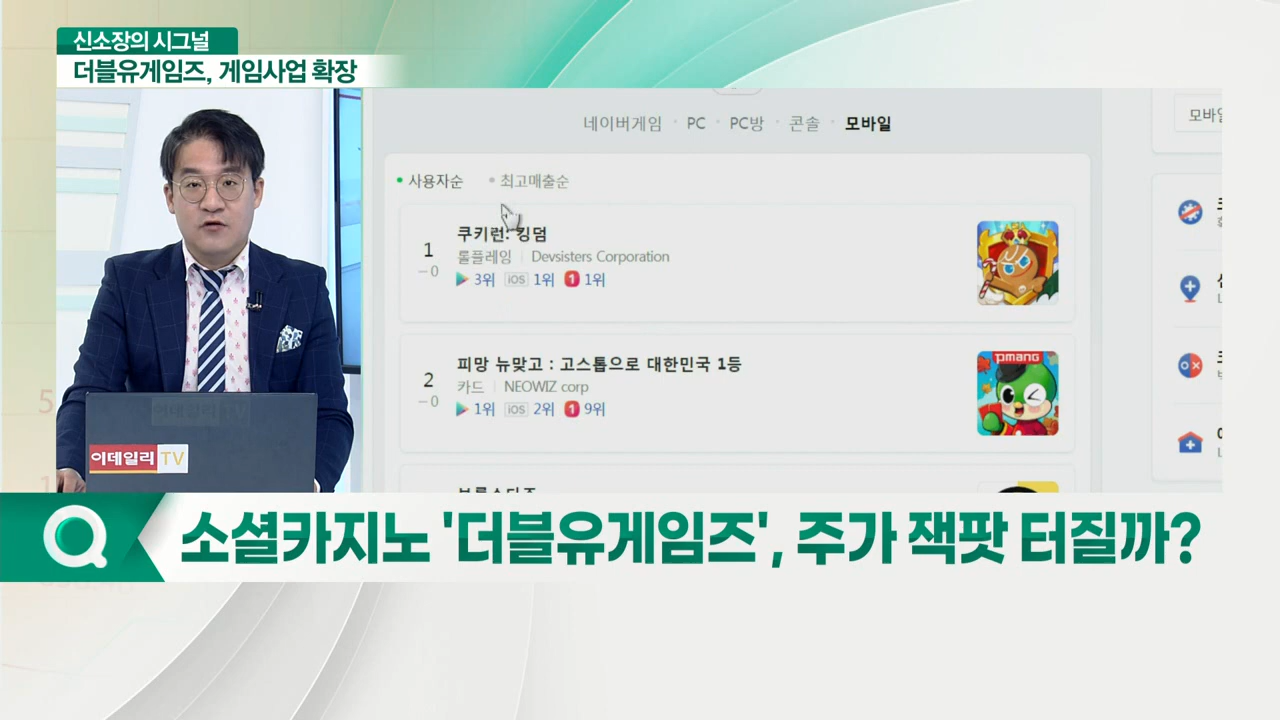 신소장의 시그널
더블유게임즈, 게임사업 확장
네이버게임 PC PC방 콘솔 모바일
사용자순 최고매출순
1
쿠키런: 킹덤
롤플레잉 Devsisters Corporation
3위 iOS 1위 1 1위
- 0
2
피망 뉴맞고 : 고스톱으로 대한민국 1등
카드 NEOWIZ corp
1위 iOS 2위 1 9위
- 0
pmang
이데일리 TV
이데일리 TV
소셜카지노 '더블유게임즈', 주가 잭팟 터질까?